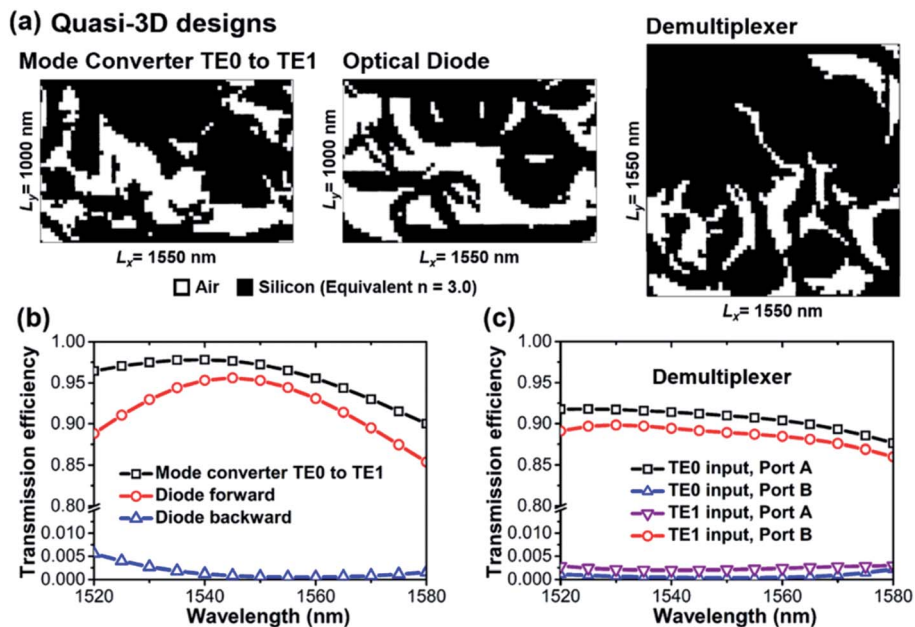 (a) Quasi-3D designs
Mode Converter TE0 to TE1
Optical Diode
Demultiplexer
Ly= 1000 nm
Lx= 1550 nm
Ly= 1000 nm
Lx= 1550 nm
Ly= 1550 nm
Lx= 1550 nm
Air Silicon (Equivalent n = 3.0)
(b)
Transmission efficiency
1.00
0.95
0.90
0.85
0.80
0.010
0.005
0.000
Mode converter TE0 to TE1
Diode forward
Diode backward
1520 1540 1560 1580
Wavelength (nm)
(c)
Transmission efficiency
1.00
0.95
0.90
0.85
0.80
0.010
0.005
0.000
Demultiplexer
TE0 input, Port A
TE0 input, Port B
TE1 input, Port A
TE1 input, Port B
1520 1540 1560 1580
Wavelength (nm)